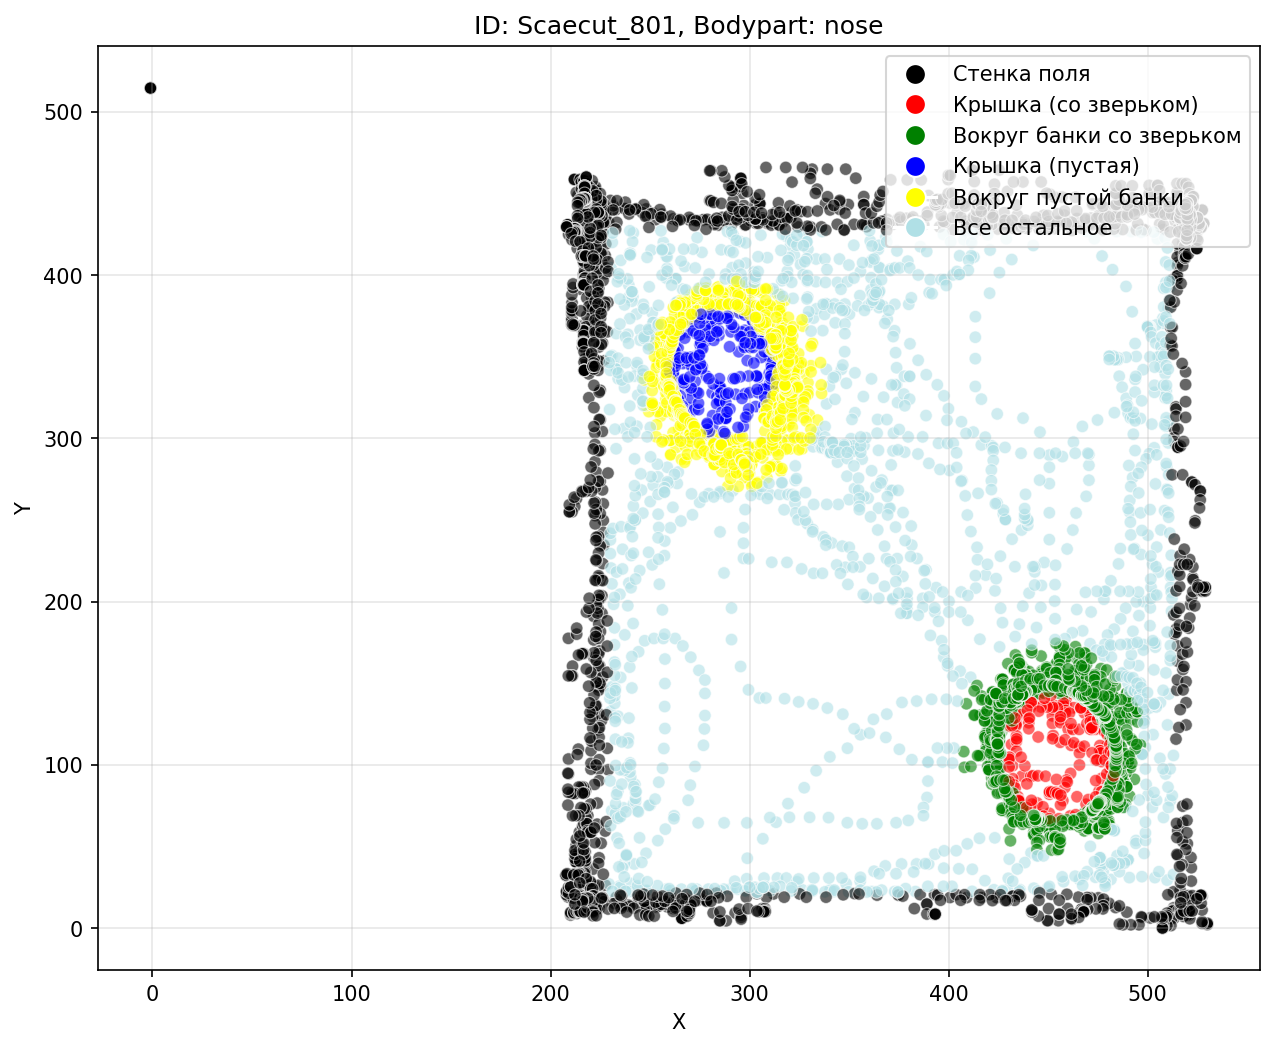 ID: Scaecut_801, Bodypart: nose
Стенка поля
Крышка (со зверьком)
Вокруг банки со зверьком
Крышка (пустая)
Вокруг пустой банки
Все остальное
Y
500
400
300
200
100
0
0 100 200 300 400 500
X